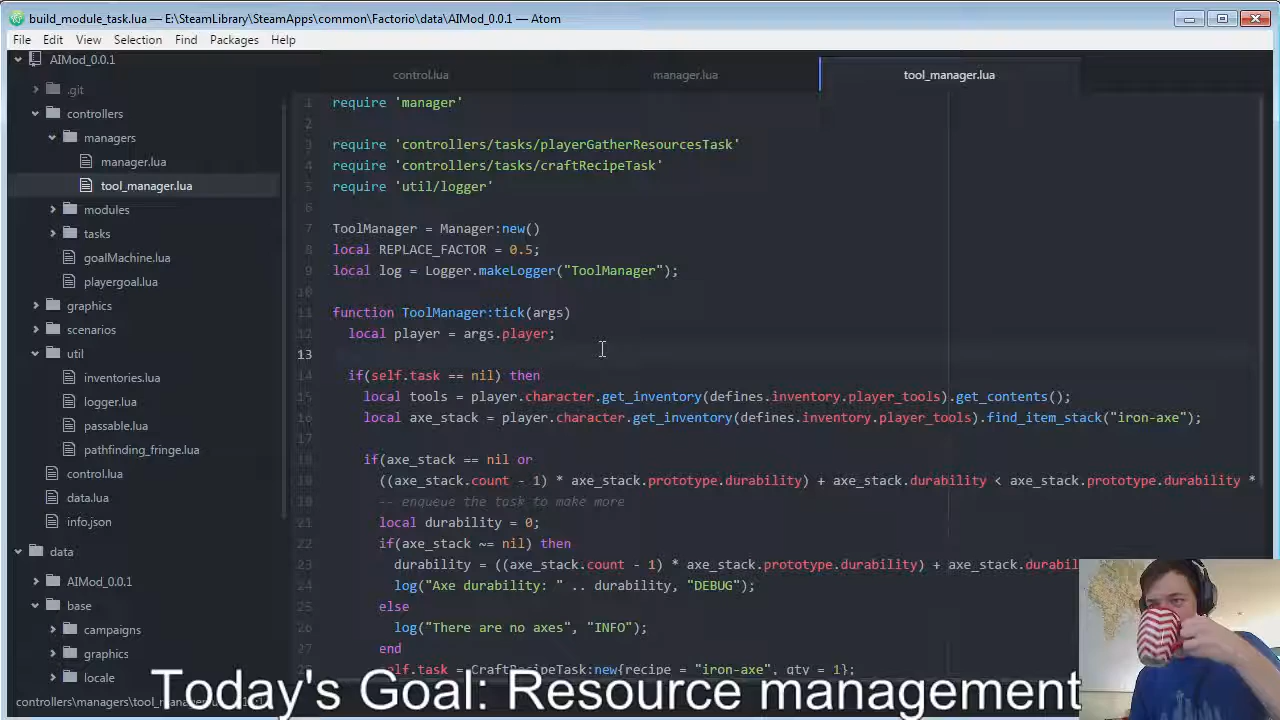 build_module_task.lua — E:\SteamLibrary\SteamApps\common\Factorio\data\AIMod_0.0.1 — Atom
File Edit View Selection Find Packages Help
AIMod_0.0.1
.git
controllers
managers
manager.lua
tool_manager.lua
modules
tasks
goalMachine.lua
playergoal.lua
graphics
scenarios
util
inventories.lua
logger.lua
passable.lua
pathfinding_fringe.lua
control.lua
data.lua
info.json
data
AIMod_0.0.1
base
campaigns
graphics
locale
control.lua manager.lua tool_manager.lua
1 require 'manager'
2
3 require 'controllers/tasks/playerGatherResourcesTask'
4 require 'controllers/tasks/craftRecipeTask'
5 require 'util/logger'
6
7 ToolManager = Manager:new()
8 local REPLACE_FACTOR = 0.5;
9 local log = Logger.makeLogger("ToolManager");
10
11 function ToolManager:tick(args)
12 local player = args.player;
13
14 if(self.task == nil) then
15 local tools = player.character.get_inventory(defines.inventory.player_tools).get_contents();
16 local axe_stack = player.character.get_inventory(defines.inventory.player_tools).find_item_stack("iron-axe");
17
18 if(axe_stack == nil or
((axe_stack.count - 1) * axe_stack.prototype.durability) + axe_stack.durability < axe_stack.prototype.durability *
-- enqueue the task to make more
21 local durability = 0;
22 if(axe_stack ~= nil) then
23 durability = ((axe_stack.count - 1) * axe_stack.prototype.durability) + axe_stack.durabil
24 log("Axe durability: " .. durability, "DEBUG");
25 else
26 log("There are no axes", "INFO");
27 end
self.task = CraftRecipeTask:new{recipe = "iron-axe", qty = 1};
Today's Goal: Resource management